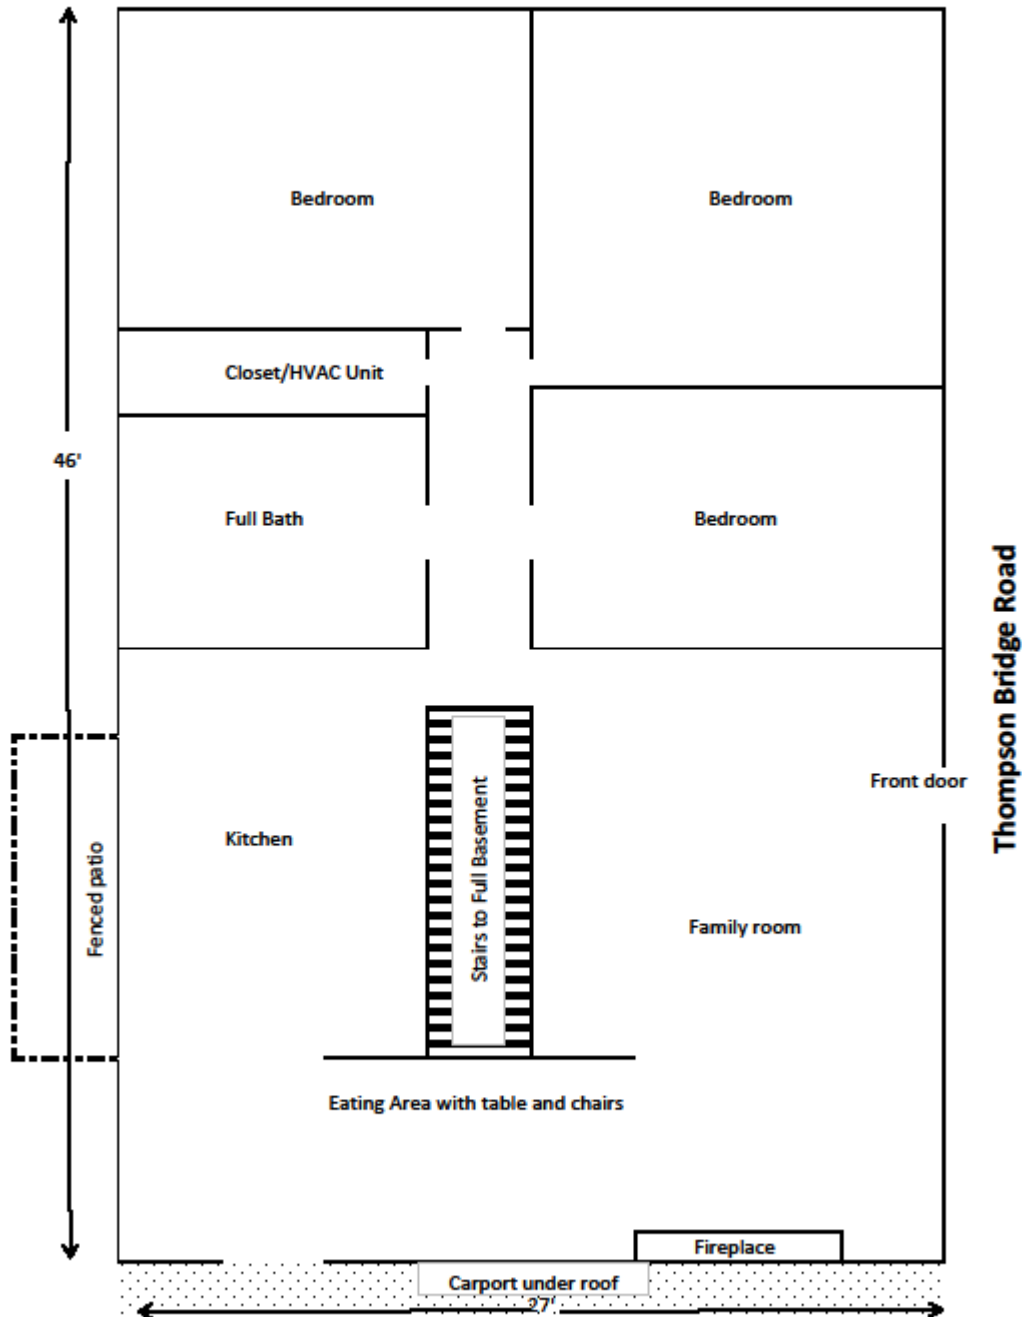 Bedroom
Bedroom
Closet/HVAC Unit
46'
Full Bath
Bedroom
Thompson Bridge Road
Front door
Kitchen
Stairs to Full Basement
Fenced patio
Family room
Eating Area with table and chairs
Fireplace
Carport under roof
27'